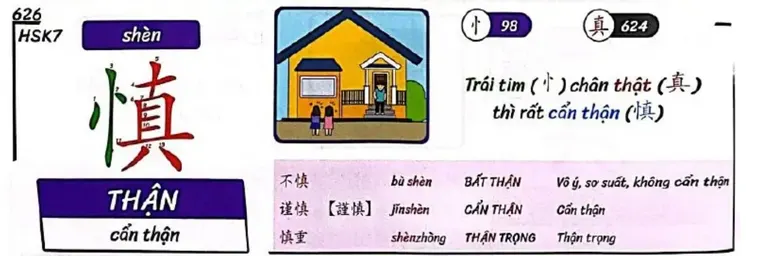 626
HSK7
shèn
慎
THẬN
cẩn thận
忄 98
真 624
Trái tim (忄) chân thật (真)
thì rất cẩn thận (慎)
不慎 bù shèn BẤT THẬN Vô ý, sơ suất, không cẩn thận
谨慎 【謹慎】 jǐnshèn CẨN THẬN Cẩn thận
慎重 shènzhòng THẬN TRỌNG Thận trọng